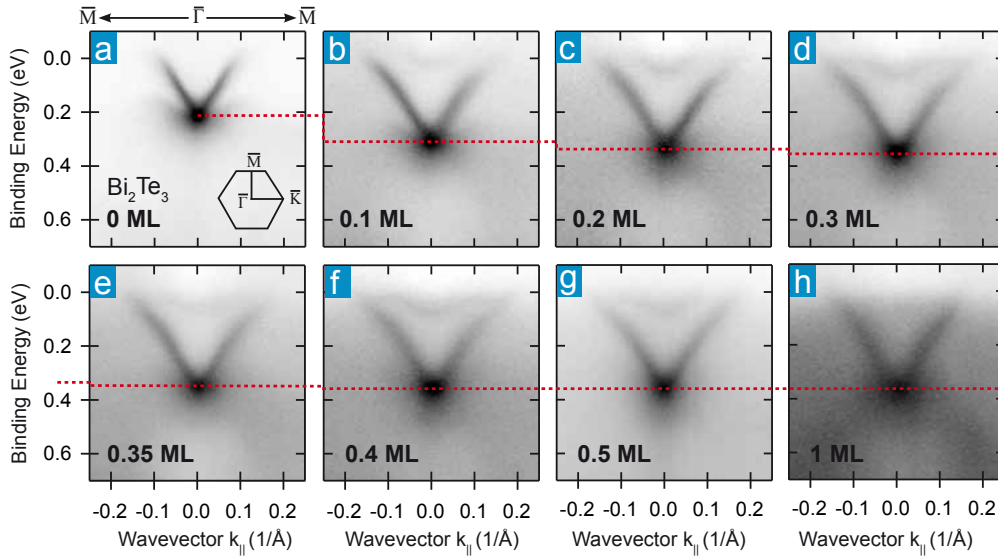 M̅ Γ̅ M̅
a b c d
Binding Energy (eV)
0.0
0.2
0.4
0.6
Bi₂Te₃
M̅
Γ̅ K̅
0 ML 0.1 ML 0.2 ML 0.3 ML
e f g h
Binding Energy (eV)
0.0
0.2
0.4
0.6
0.35 ML 0.4 ML 0.5 ML 1 ML
-0.2 -0.1 0.0 0.1 0.2 -0.2 -0.1 0.0 0.1 0.2 -0.2 -0.1 0.0 0.1 0.2 -0.2 -0.1 0.0 0.1 0.2
Wavevector k|| (1/Å) Wavevector k|| (1/Å) Wavevector k|| (1/Å) Wavevector k|| (1/Å)